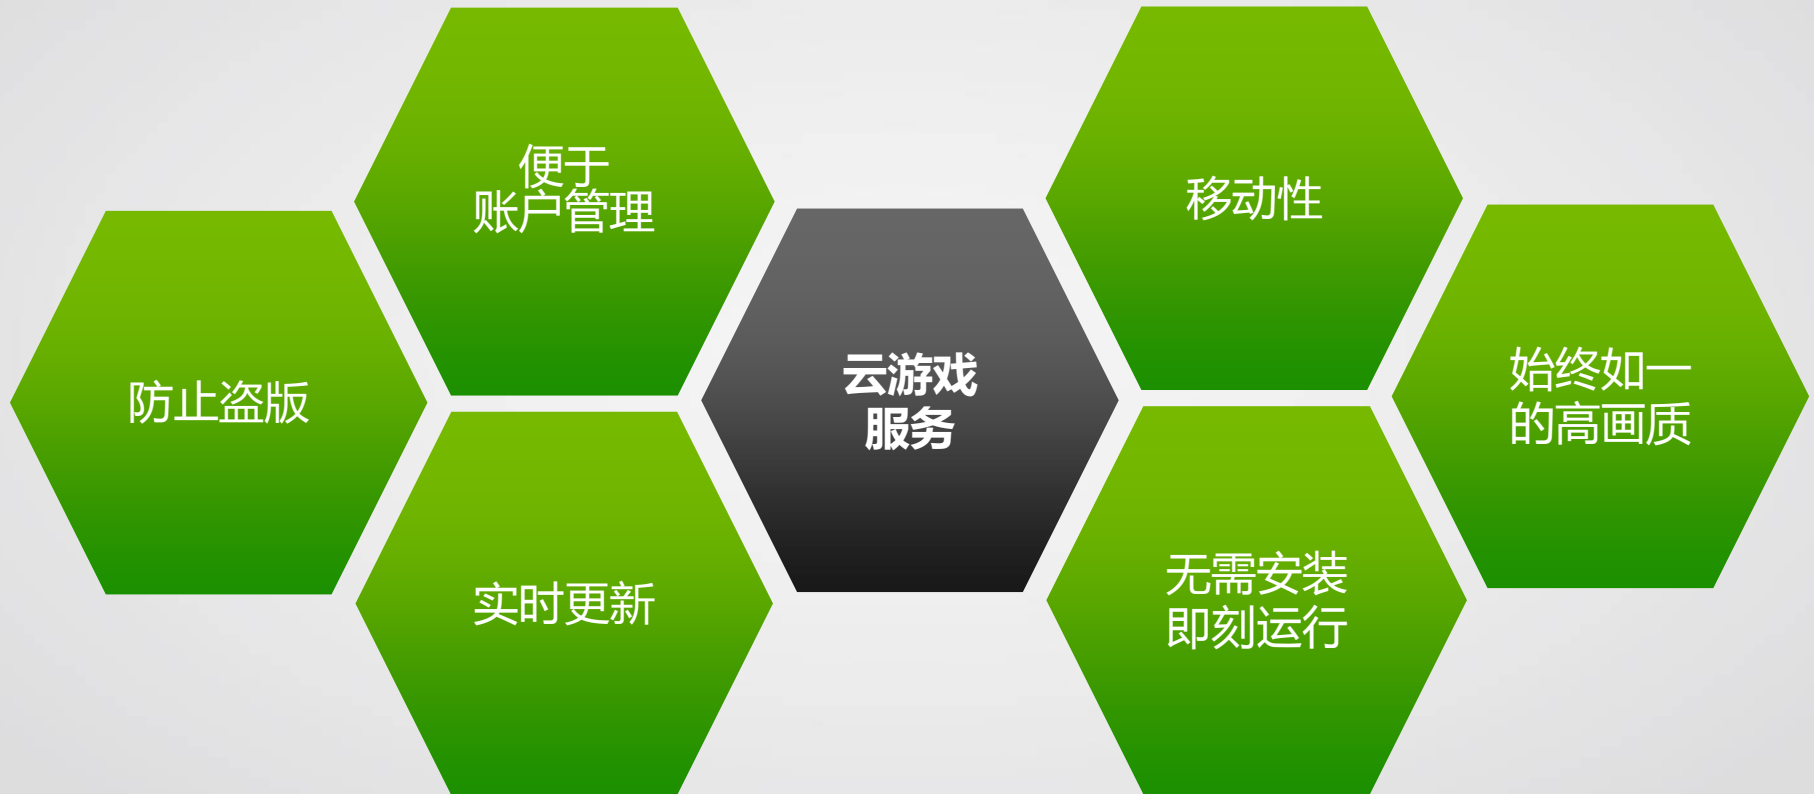 便于
账户管理
移动性
防止盗版
云游戏
服务
始终如一
的高画质
实时更新
无需安装
即刻运行